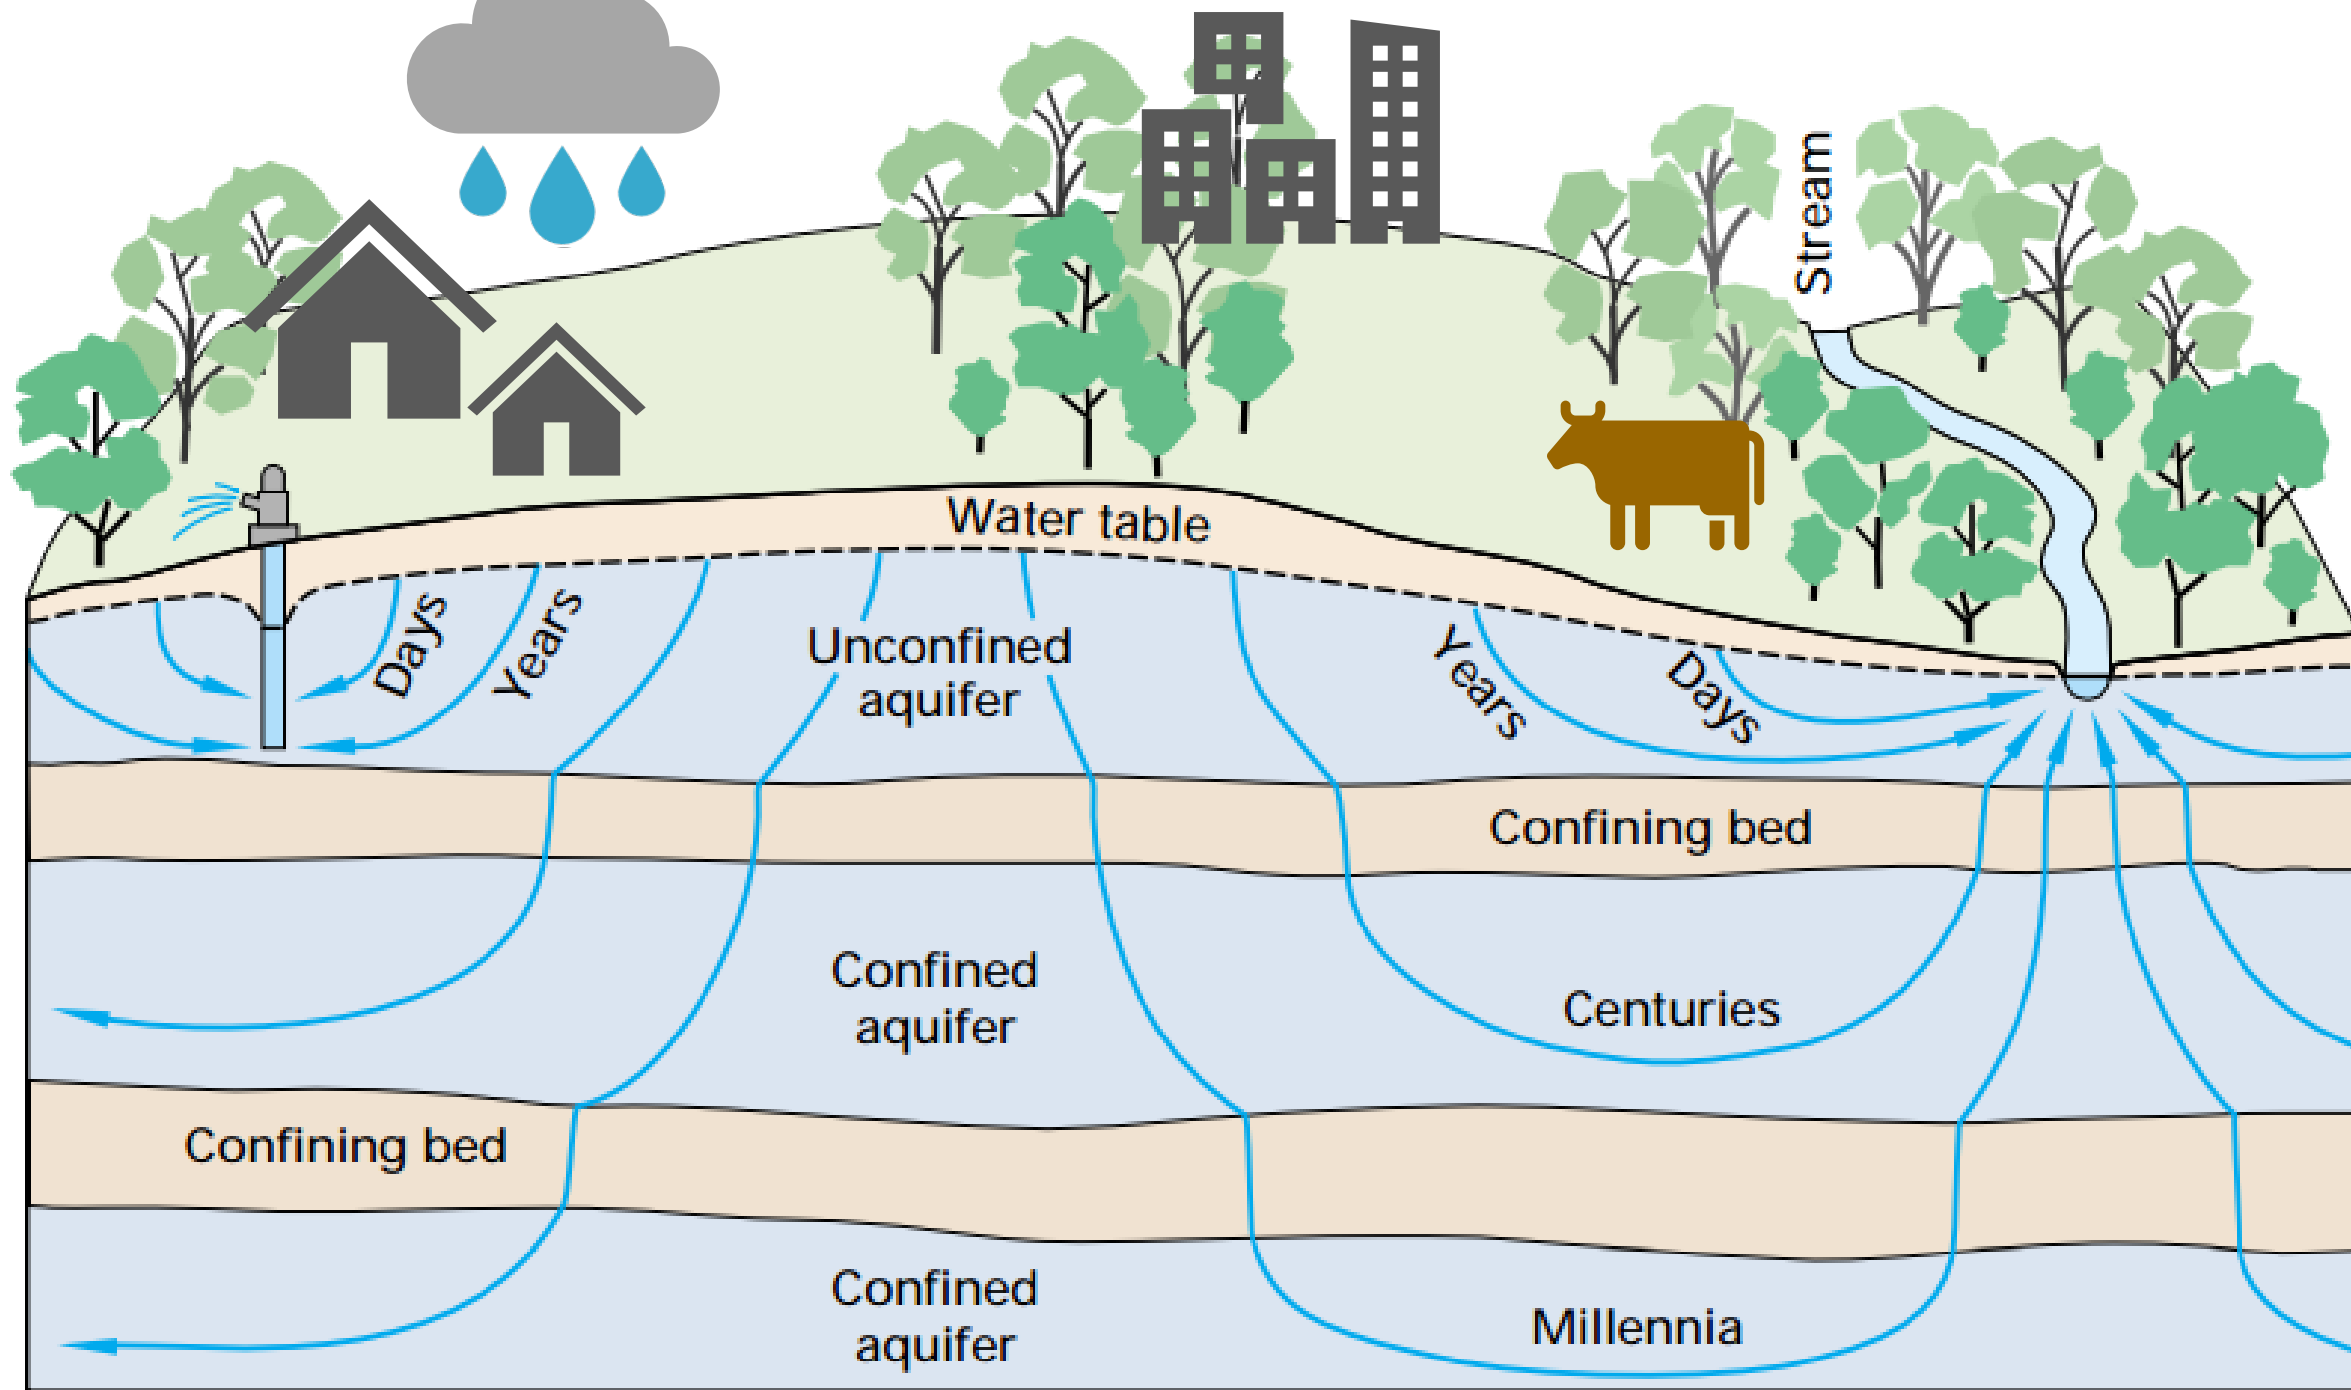 Stream
Water table
Days
Years
Unconfined
aquifer
Years
Days
Confining bed
Confined
aquifer
Centuries
Confining bed
Confined
aquifer
Millennia